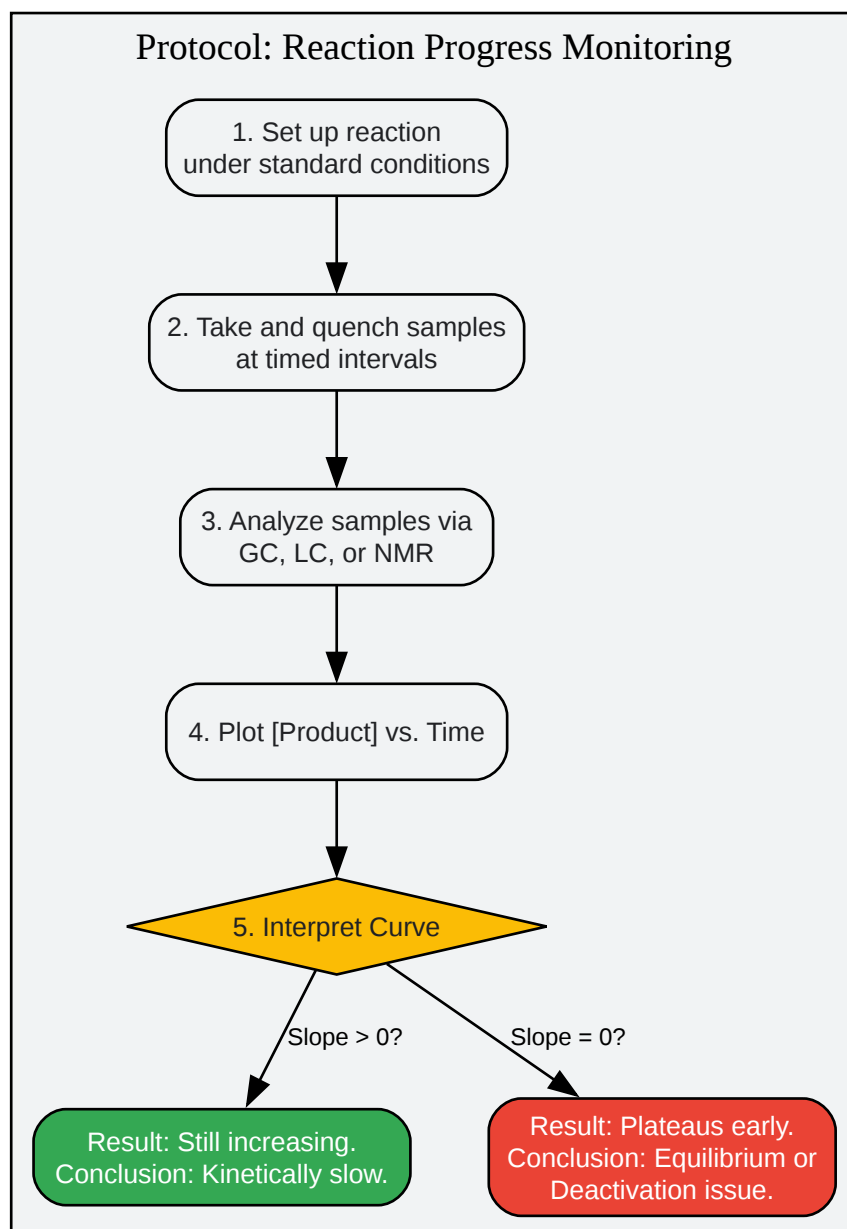 Protocol: Reaction Progress Monitoring
1. Set up reaction
under standard conditions
2. Take and quench samples
at timed intervals
3. Analyze samples via
GC, LC, or NMR
4. Plot [Product] vs. Time
5. Interpret Curve
Slope > 0?
Slope = 0?
Result: Still increasing.
Conclusion: Kinetically slow.
Result: Plateaus early.
Conclusion: Equilibrium or
Deactivation issue.